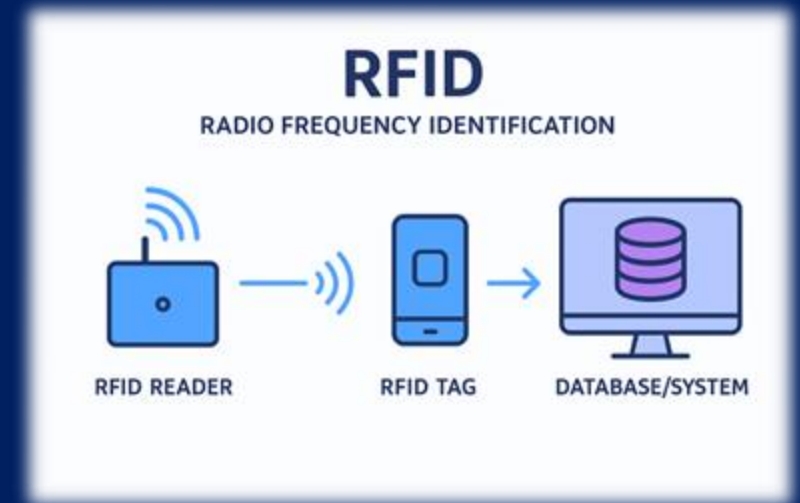 RFID
RADIO FREQUENCY IDENTIFICATION
RFID READER
RFID TAG
DATABASE/SYSTEM